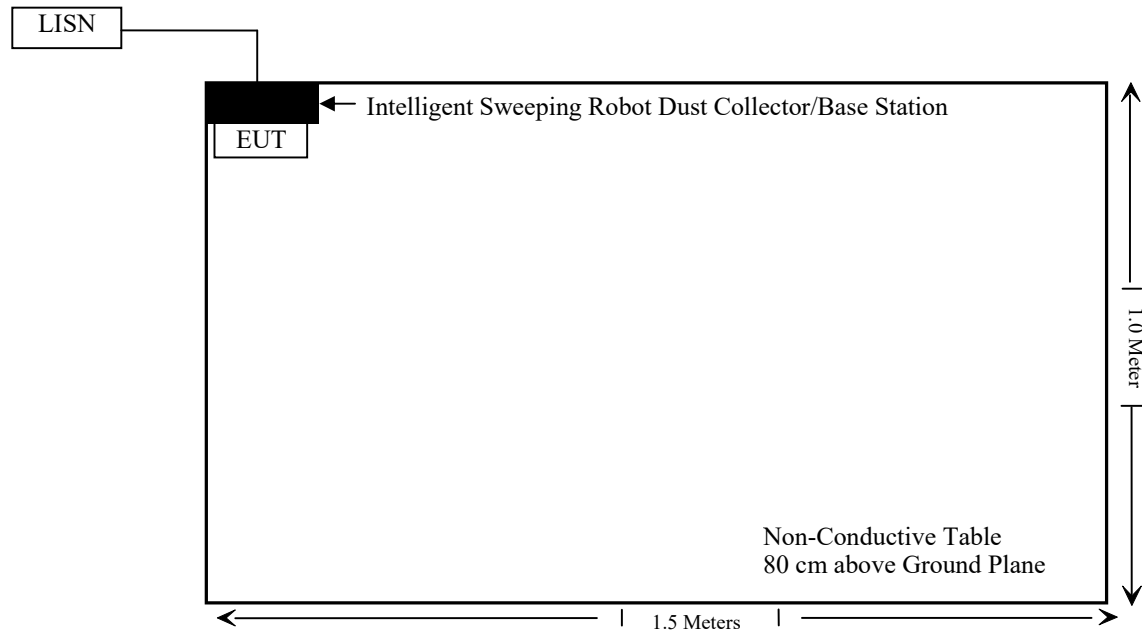 LISN
Intelligent Sweeping Robot Dust Collector/Base Station
EUT
1.0 Meter
Non-Conductive Table
80 cm above Ground Plane
1.5 Meters